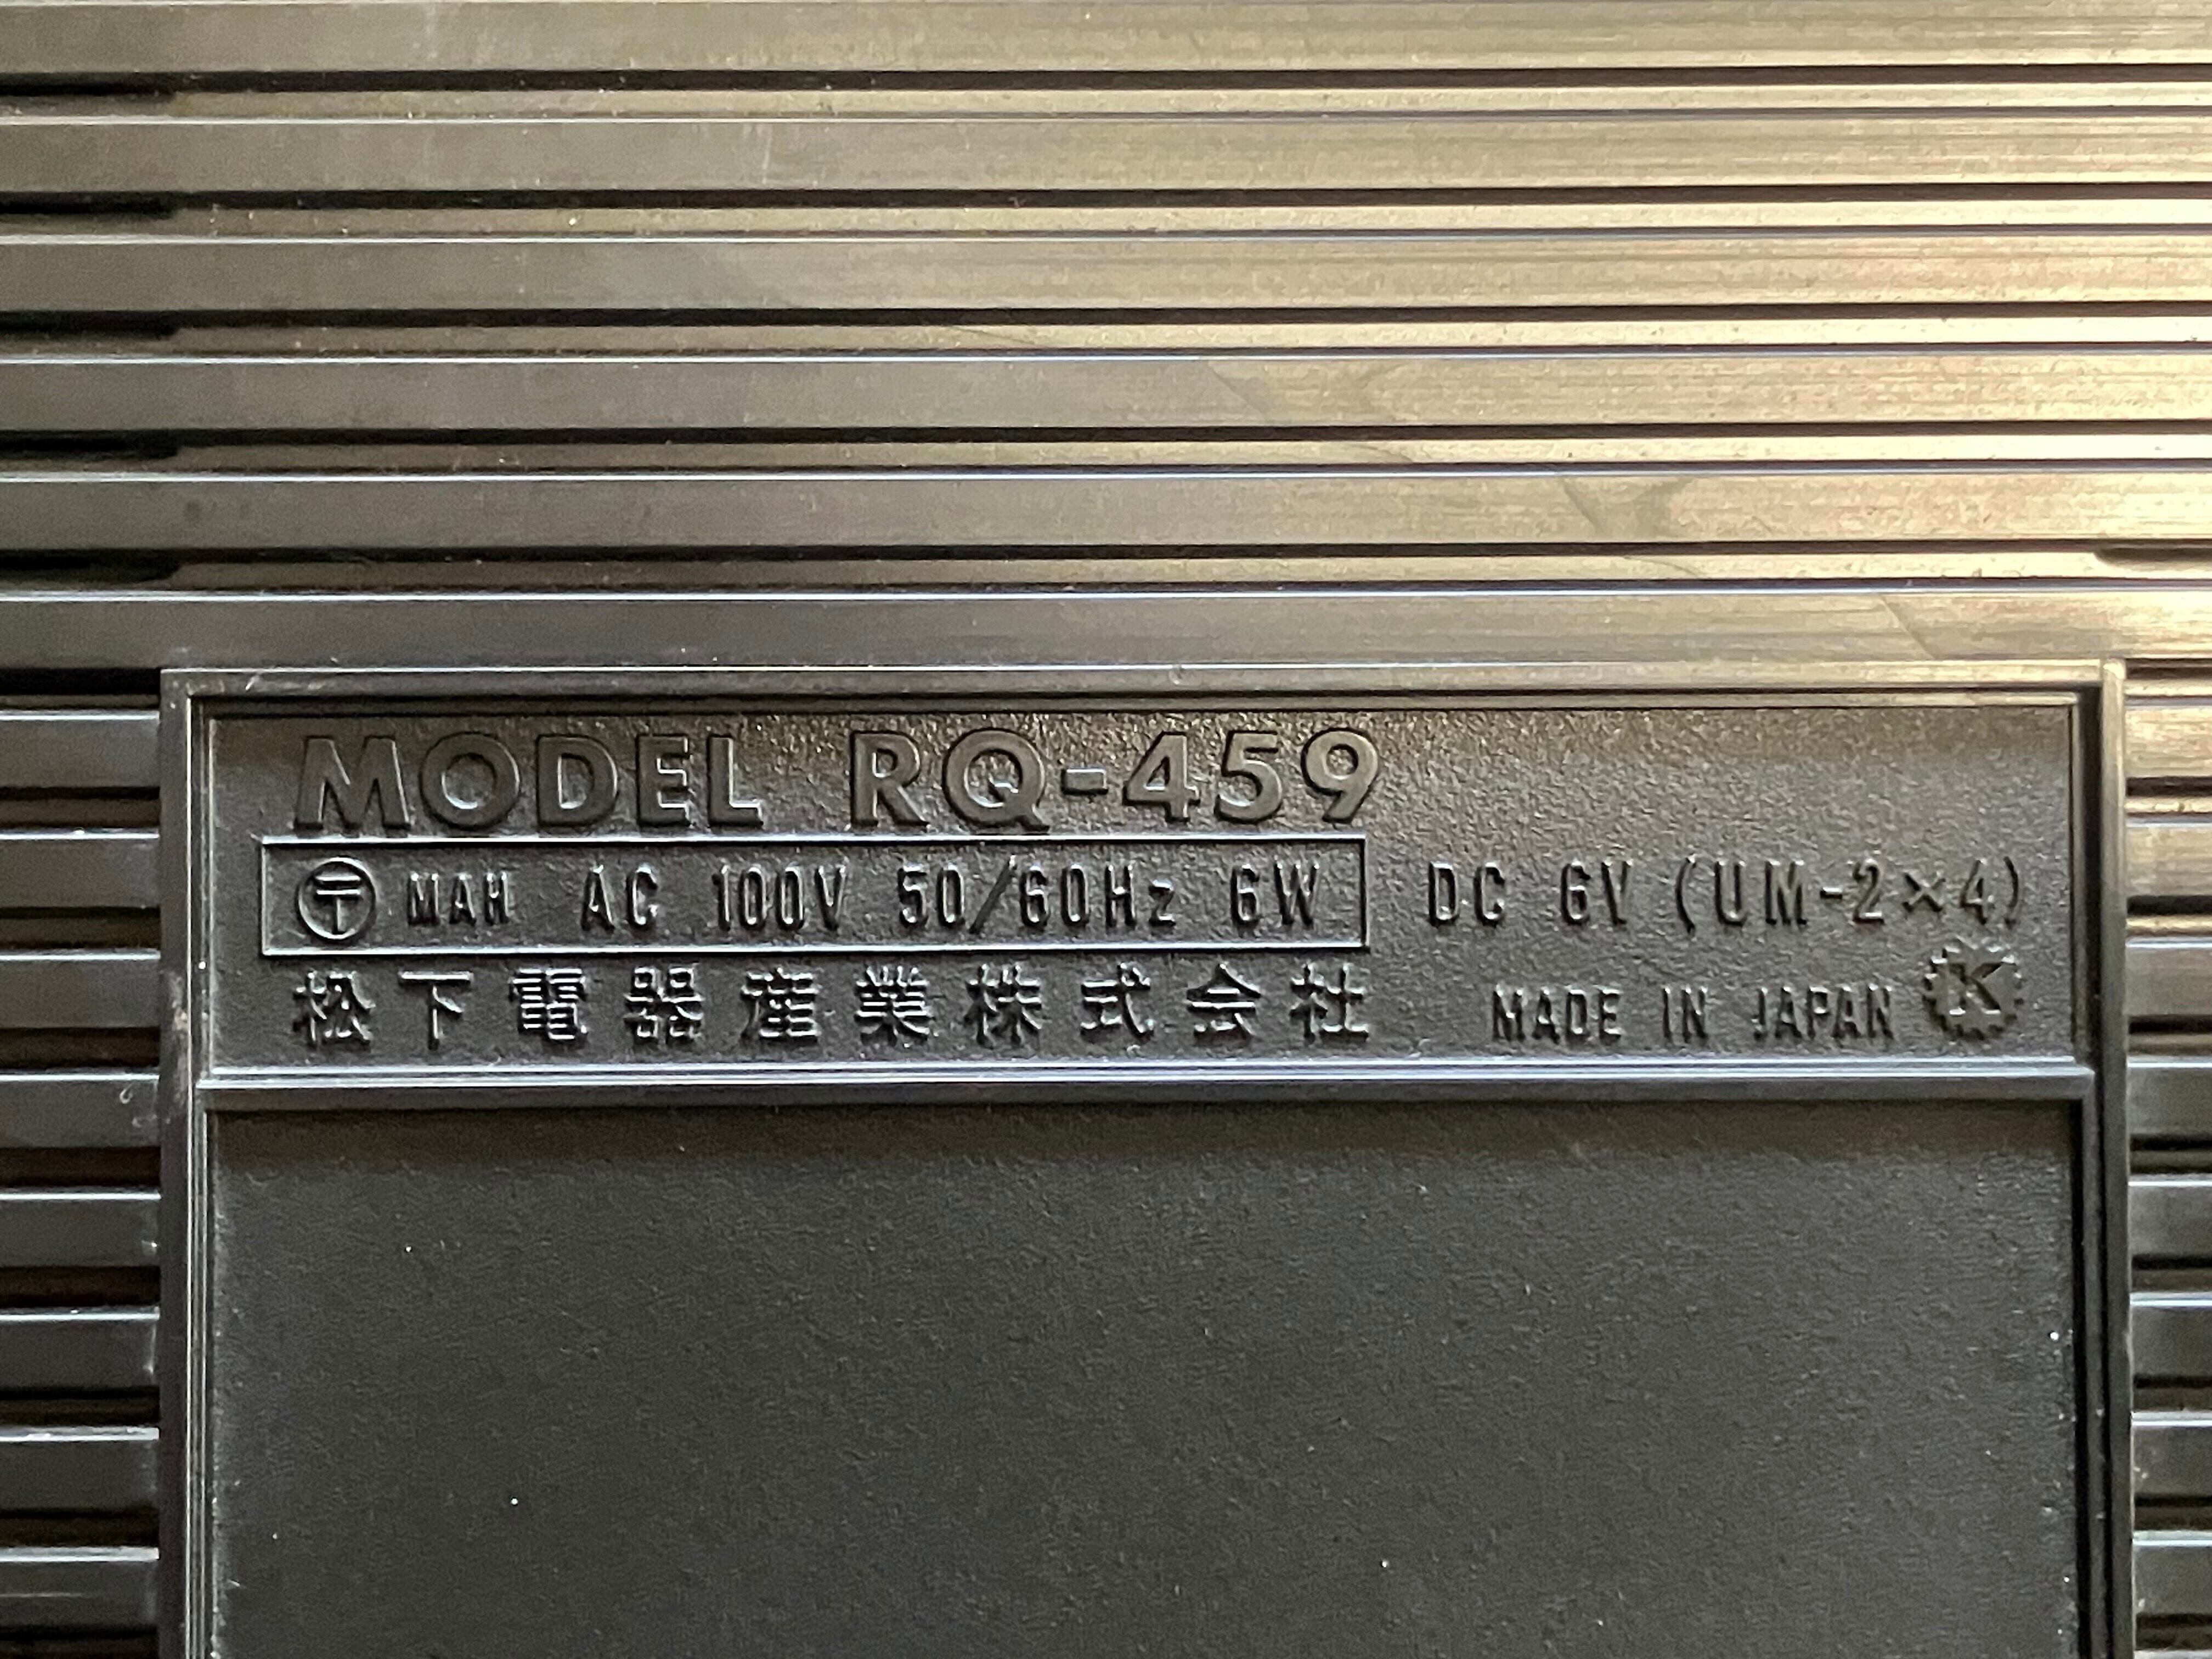 MODEL RQ-459
〒 MAH AC 100V 50/60Hz 6W DC 6V (UM-2×4)
松下電器産業株式会社 MADE IN JAPAN K